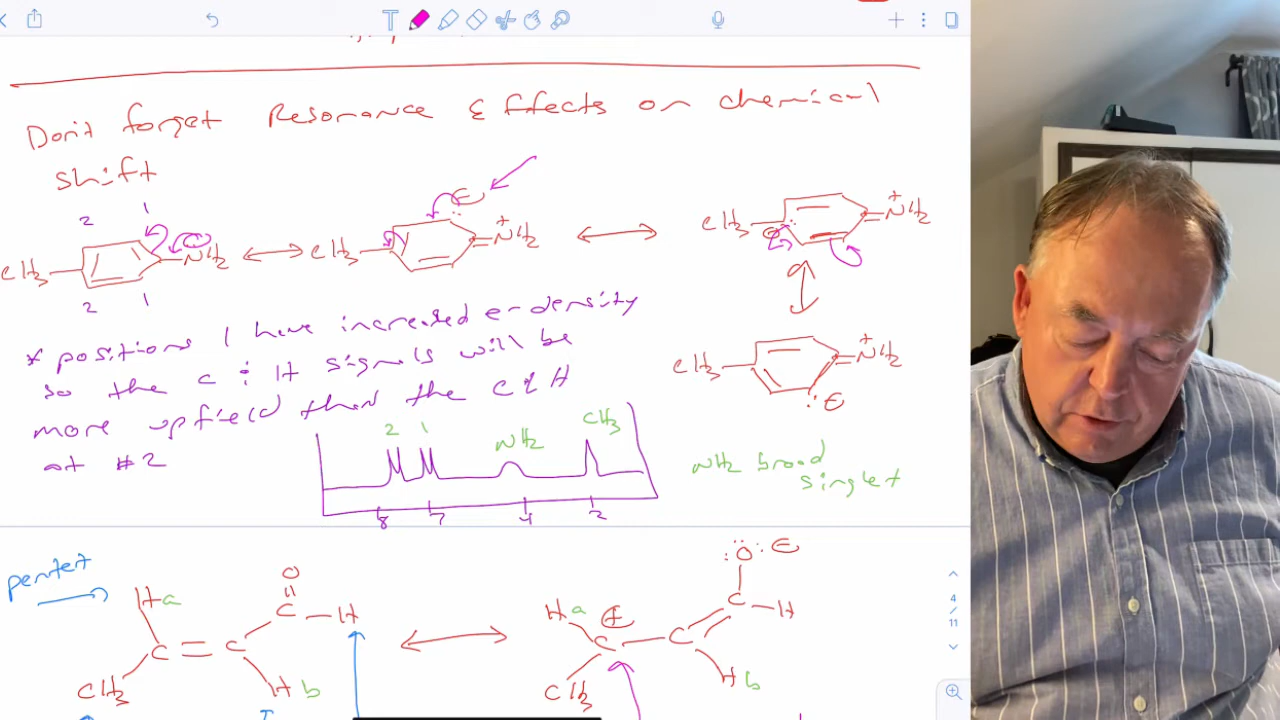 Don't forget Resonance & Effects on chemical
shift
2 1
CH3 NH2
2 1
⊖
CH3 + NH2
CH3 ⊖ + NH2
CH3 + NH2
⊖
* positions 1 have increased e- density
so the C & H signals will be
more upfield than the C & H
at #2
2 1 NH2 CH3
8 7 4 2
NH2 broad
singlet
pentet
Ha O
C H
C = C
CH3 H b
Ha ⊕ O ⊖
C C C H
CH3 H b
4
/
11